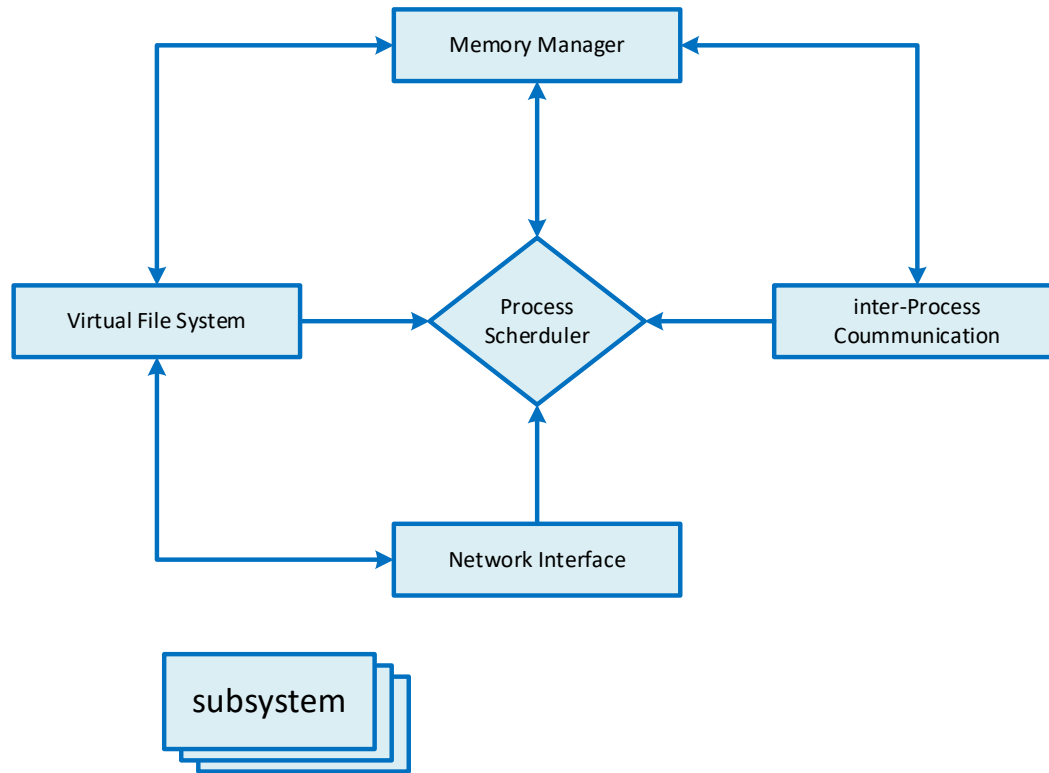 Memory Manager
Virtual File System
Process
Scherduler
inter-Process
Coummunication
Network Interface
subsystem